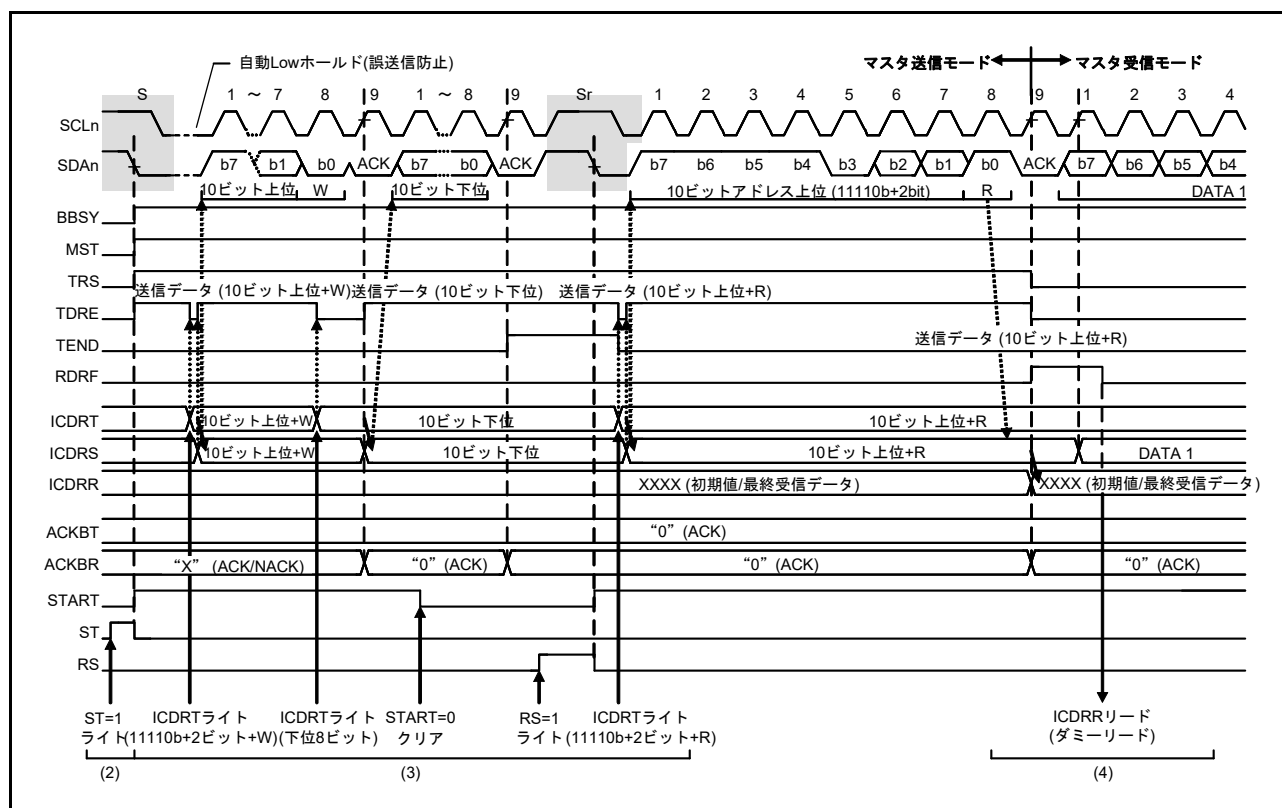 自動Lowホールド(誤送信防止)
マスタ送信モード マスタ受信モード
S 1 ～ 7 8 9 1 ～ 8 9 Sr 1 2 3 4 5 6 7 8 9 1 2 3 4
SCLn
SDAn b7 b1 b0 ACK b7 b0 ACK b7 b6 b5 b4 b3 b2 b1 b0 ACK b7 b6 b5 b4
10ビット上位 W 10ビット下位 10ビットアドレス上位 (11110b+2bit) R DATA 1
BBSY
MST
TRS
送信データ (10ビット上位+W) 送信データ (10ビット下位) 送信データ (10ビット上位+R)
TDRE
TEND 送信データ (10ビット上位+R)
RDRF
ICDRT 10ビット上位+W 10ビット下位 10ビット上位+R
ICDRS 10ビット上位+W 10ビット下位 10ビット上位+R DATA 1
ICDRR XXXX (初期値/最終受信データ) XXXX (初期値/最終受信データ)
ACKBT “0” (ACK)
ACKBR “X” (ACK/NACK) “0” (ACK) “0” (ACK) “0” (ACK)
START
ST
RS
ST=1 ICDRTライト ICDRTライト START=0 RS=1 ICDRTライト ICDRRリード
ライト (11110b+2ビット+W) (下位8ビット) クリア ライト (11110b+2ビット+R) (ダミーリード)
(2) (3) (4)